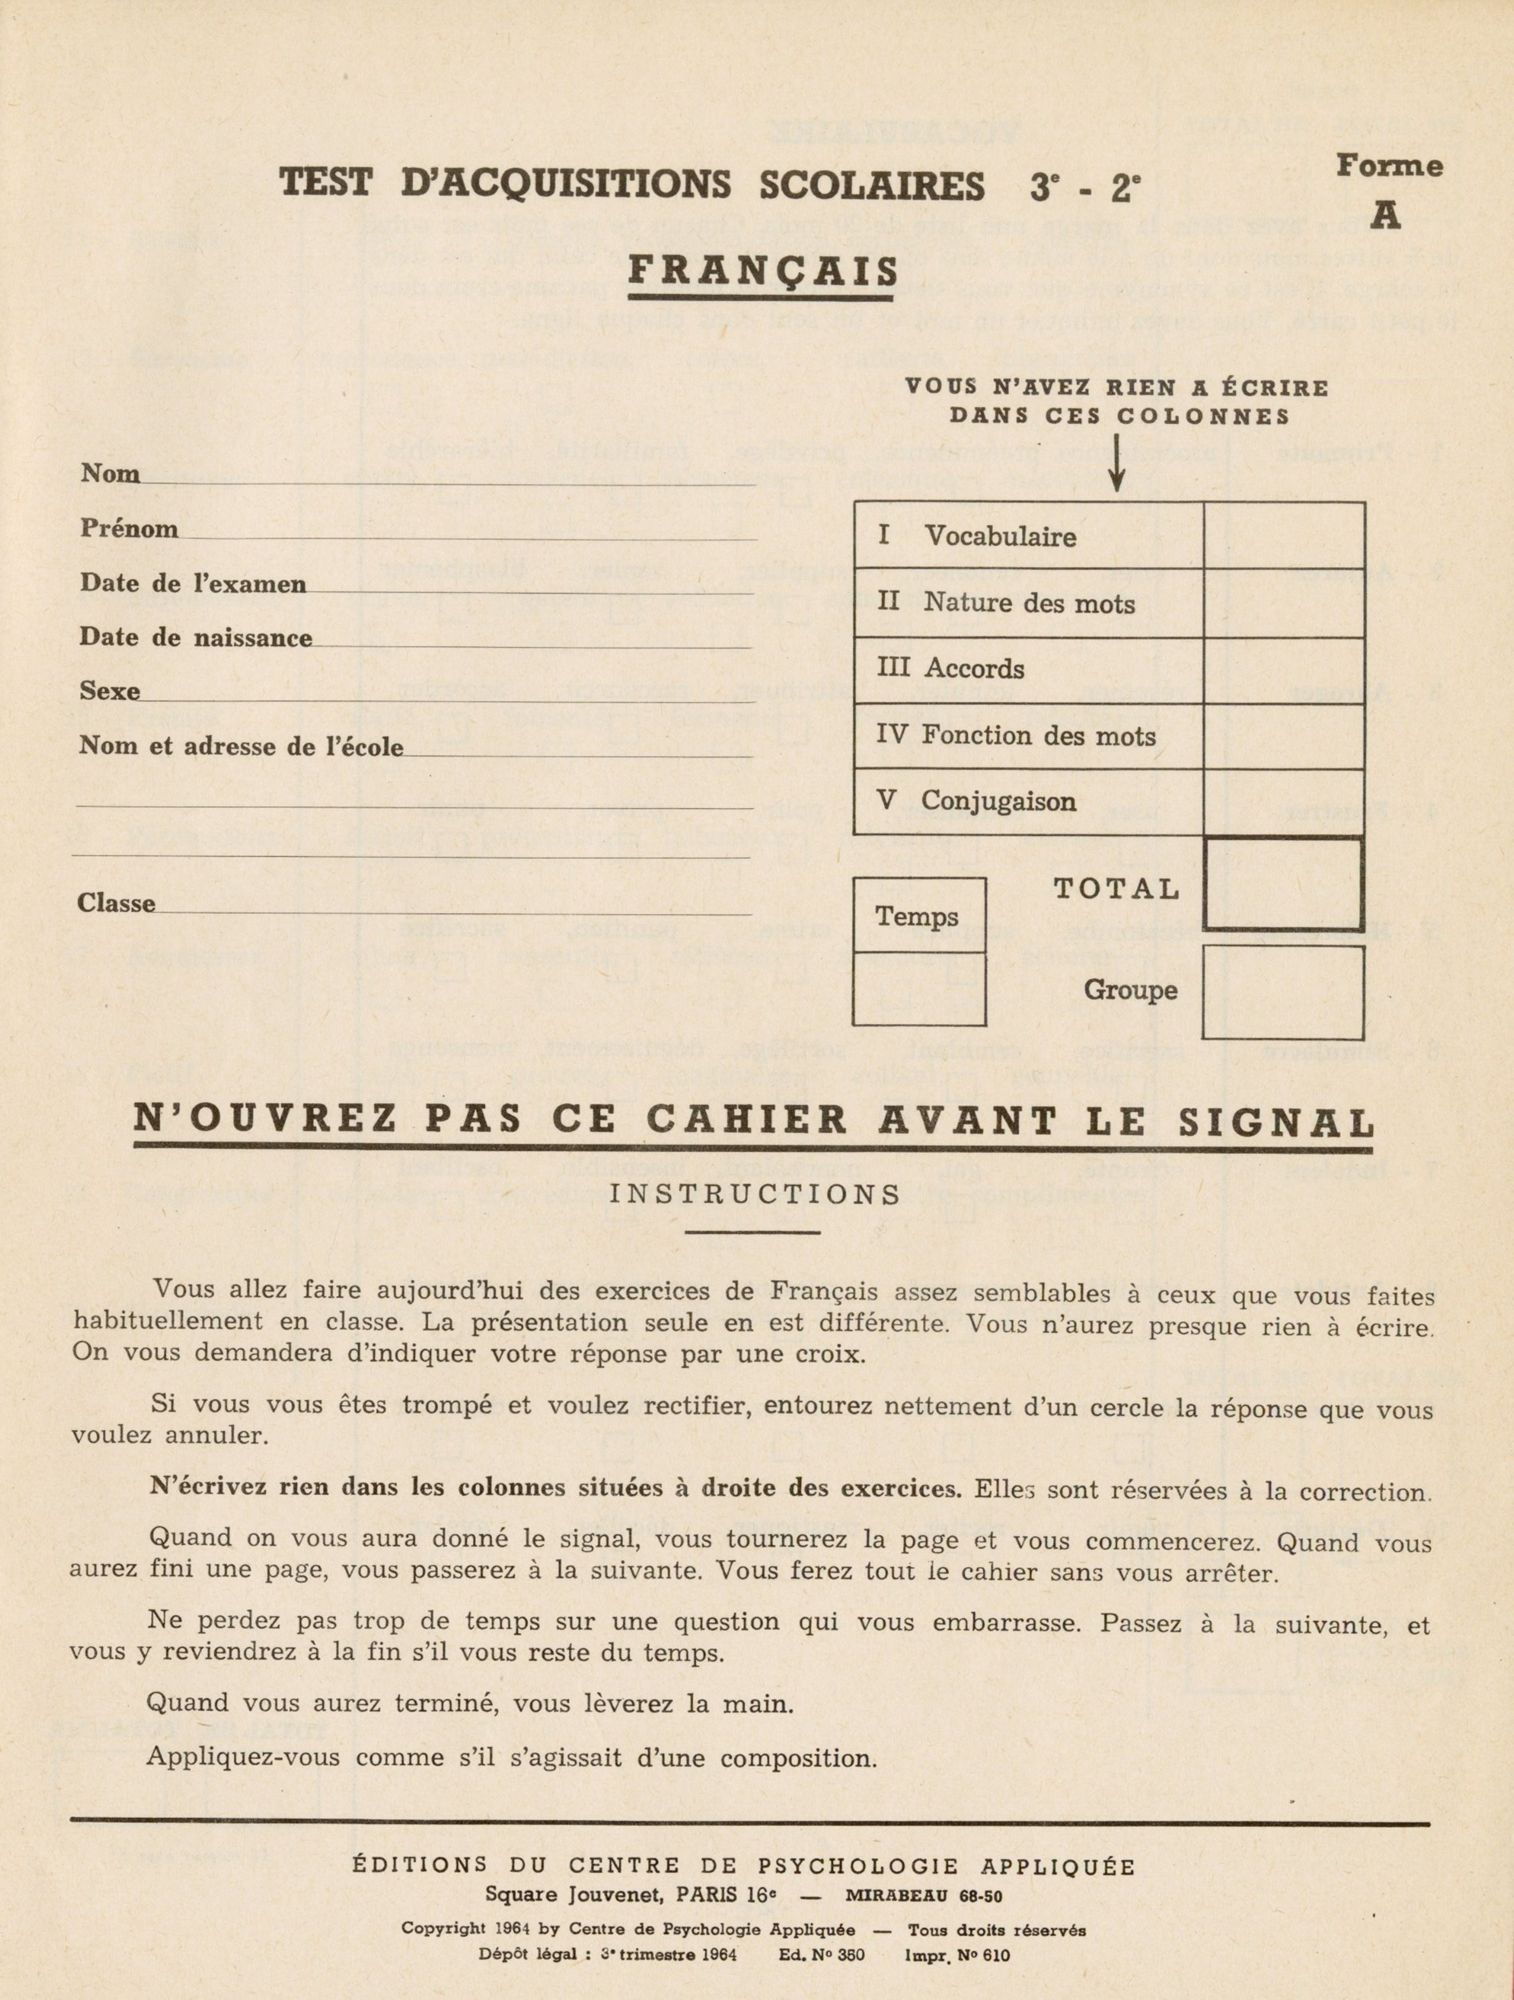 TEST D'ACQUISITIONS SCOLAIRES 3e - 2e
Forme
A
FRANÇAIS
VOUS N'AVEZ RIEN A ÉCRIRE
DANS CES COLONNES
Nom
Prénom
Date de l'examen
Date de naissance
Sexe
Nom et adresse de l'école
Classe
I Vocabulaire
II Nature des mots
III Accords
IV Fonction des mots
V Conjugaison
TOTAL
Temps
Groupe
N'OUVREZ PAS CE CAHIER AVANT LE SIGNAL
INSTRUCTIONS
Vous allez faire aujourd'hui des exercices de Français assez semblables à ceux que vous faites
habituellement en classe. La présentation seule en est différente. Vous n'aurez presque rien à écrire.
On vous demandera d'indiquer votre réponse par une croix.
Si vous vous êtes trompé et voulez rectifier, entourez nettement d'un cercle la réponse que vous
voulez annuler.
N'écrivez rien dans les colonnes situées à droite des exercices. Elles sont réservées à la correction.
Quand on vous aura donné le signal, vous tournerez la page et vous commencerez. Quand vous
aurez fini une page, vous passerez à la suivante. Vous ferez tout le cahier sans vous arrêter.
Ne perdez pas trop de temps sur une question qui vous embarrasse. Passez à la suivante, et
vous y reviendrez à la fin s'il vous reste du temps.
Quand vous aurez terminé, vous lèverez la main.
Appliquez-vous comme s'il s'agissait d'une composition.
ÉDITIONS DU CENTRE DE PSYCHOLOGIE APPLIQUÉE
Square Jouvenet, PARIS 16e — MIRABEAU 68-50
Copyright 1964 by Centre de Psychologie Appliquée — Tous droits réservés
Dépôt légal : 3e trimestre 1964 Ed. No 350 Impr. No 610